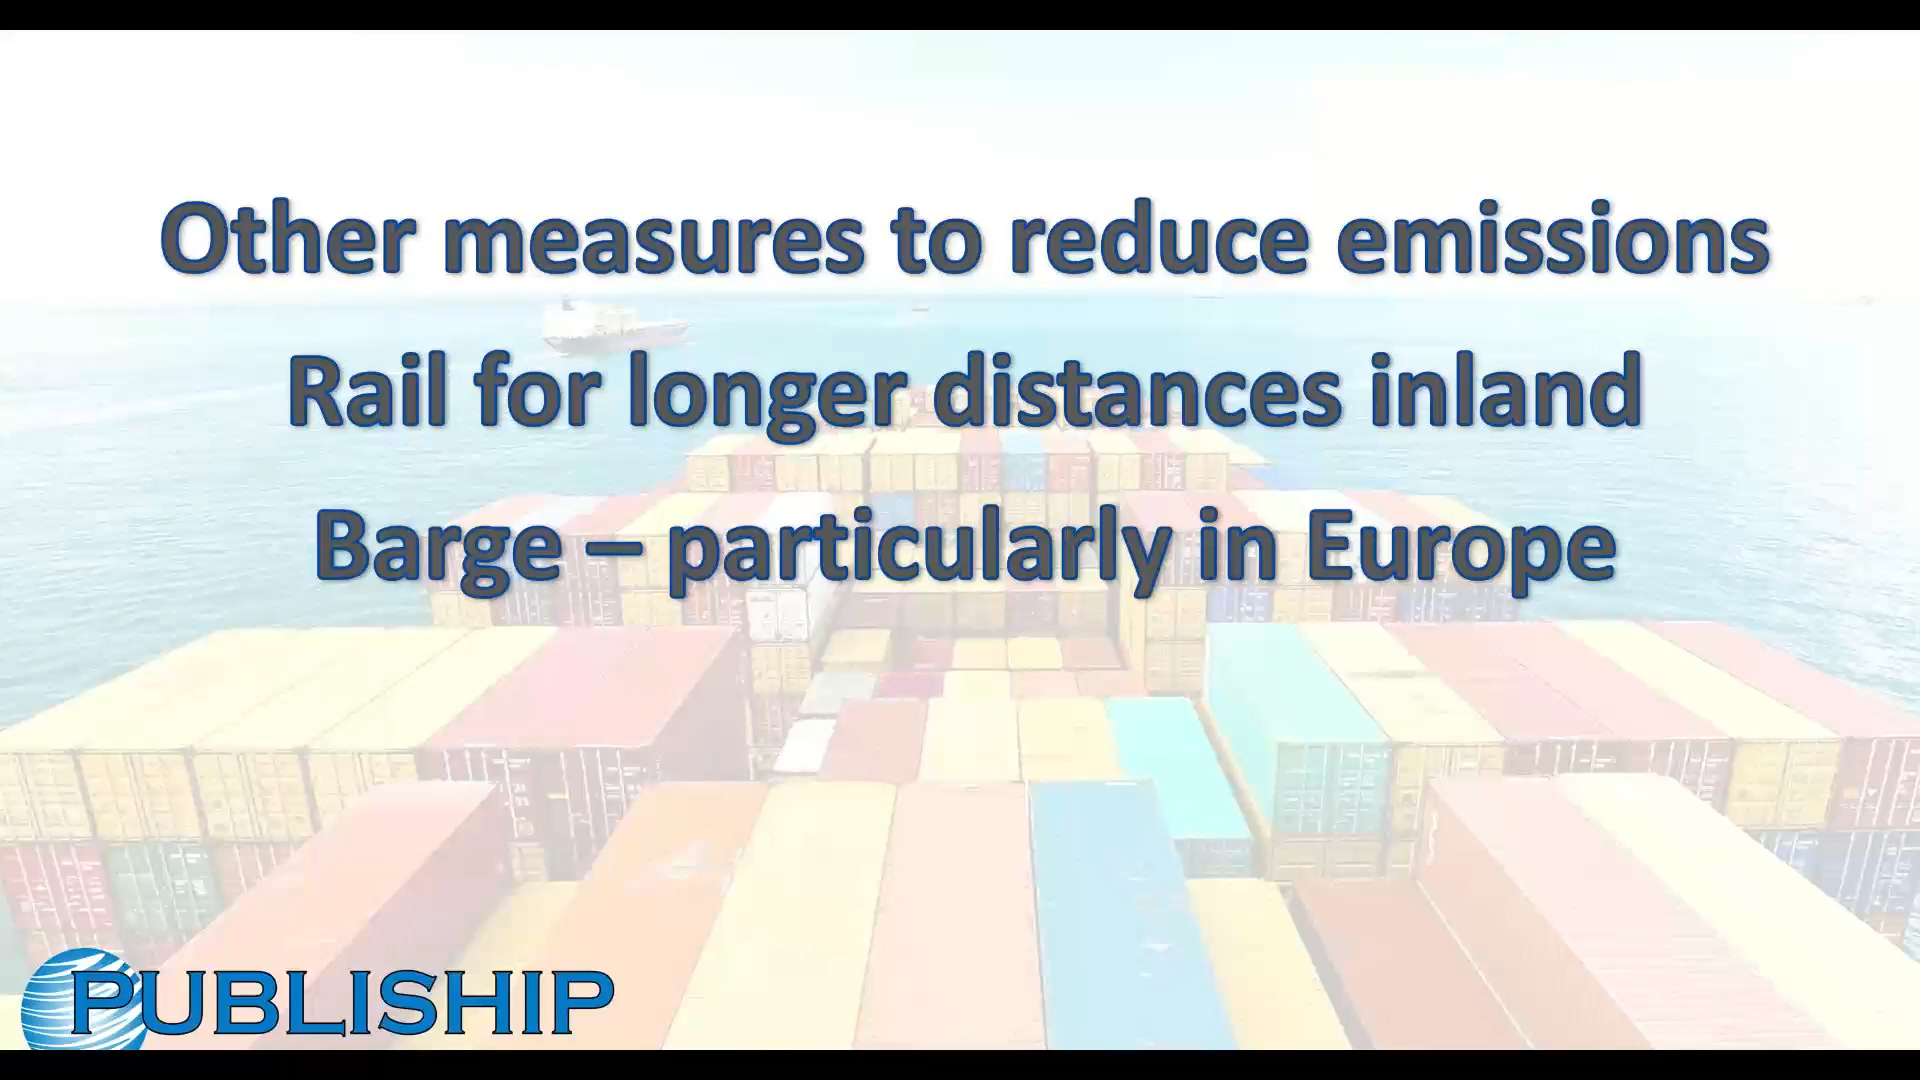 Other measures to reduce emissions
Rail for longer distances inland
Barge – particularly in Europe
PUBLISHIP